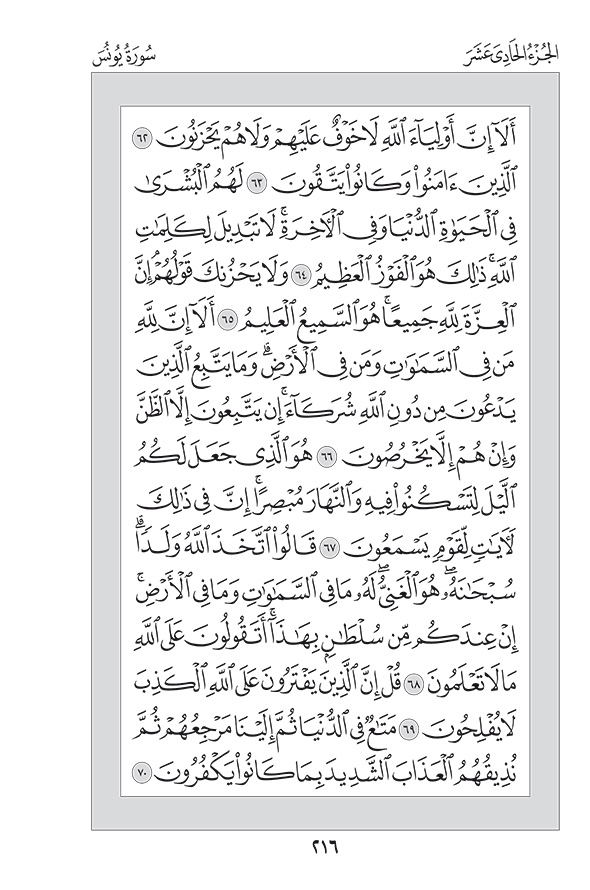 الجُزْءُ الحَادِىَ عَشَرَ سُورَةُ يُونُسَ
أَلَآ إِنَّ أَوْلِيَآءَ ٱللَّهِ لَا خَوْفٌ عَلَيْهِمْ وَلَا هُمْ يَحْزَنُونَ ٦٢
ٱلَّذِينَ ءَامَنُوا۟ وَكَانُوا۟ يَتَّقُونَ ٦٣ لَهُمُ ٱلْبُشْرَىٰ
فِى ٱلْحَيَوٰةِ ٱلدُّنْيَا وَفِى ٱلْـَٔاخِرَةِ ۚ لَا تَبْدِيلَ لِكَلِمَـٰتِ
ٱللَّهِ ۚ ذَٰلِكَ هُوَ ٱلْفَوْزُ ٱلْعَظِيمُ ٦٤ وَلَا يَحْزُنكَ قَوْلُهُمْ ۘ إِنَّ
ٱلْعِزَّةَ لِلَّهِ جَمِيعًا ۚ هُوَ ٱلسَّمِيعُ ٱلْعَلِيمُ ٦٥ أَلَآ إِنَّ لِلَّهِ
مَن فِى ٱلسَّمَـٰوَٰتِ وَمَن فِى ٱلْأَرْضِ ۗ وَمَا يَتَّبِعُ ٱلَّذِينَ
يَدْعُونَ مِن دُونِ ٱللَّهِ شُرَكَآءَ ۚ إِن يَتَّبِعُونَ إِلَّا ٱلظَّنَّ
وَإِنْ هُمْ إِلَّا يَخْرُصُونَ ٦٦ هُوَ ٱلَّذِى جَعَلَ لَكُمُ
ٱلَّيْلَ لِتَسْكُنُوا۟ فِيهِ وَٱلنَّهَارَ مُبْصِرًا ۚ إِنَّ فِى ذَٰلِكَ
لَـَٔايَـٰتٍ لِّقَوْمٍ يَسْمَعُونَ ٦٧ قَالُوا۟ ٱتَّخَذَ ٱللَّهُ وَلَدًا ۗ
سُبْحَـٰنَهُۥ ۖ هُوَ ٱلْغَنِىُّ ۖ لَهُۥ مَا فِى ٱلسَّمَـٰوَٰتِ وَمَا فِى ٱلْأَرْضِ ۚ
إِنْ عِندَكُم مِّن سُلْطَـٰنٍۭ بِهَـٰذَآ ۚ أَتَقُولُونَ عَلَى ٱللَّهِ
مَا لَا تَعْلَمُونَ ٦٨ قُلْ إِنَّ ٱلَّذِينَ يَفْتَرُونَ عَلَى ٱللَّهِ ٱلْكَذِبَ
لَا يُفْلِحُونَ ٦٩ مَتَـٰعٌ فِى ٱلدُّنْيَا ثُمَّ إِلَيْنَا مَرْجِعُهُمْ ثُمَّ
نُذِيقُهُمُ ٱلْعَذَابَ ٱلشَّدِيدَ بِمَا كَانُوا۟ يَكْفُرُونَ ٧٠
٢١٦